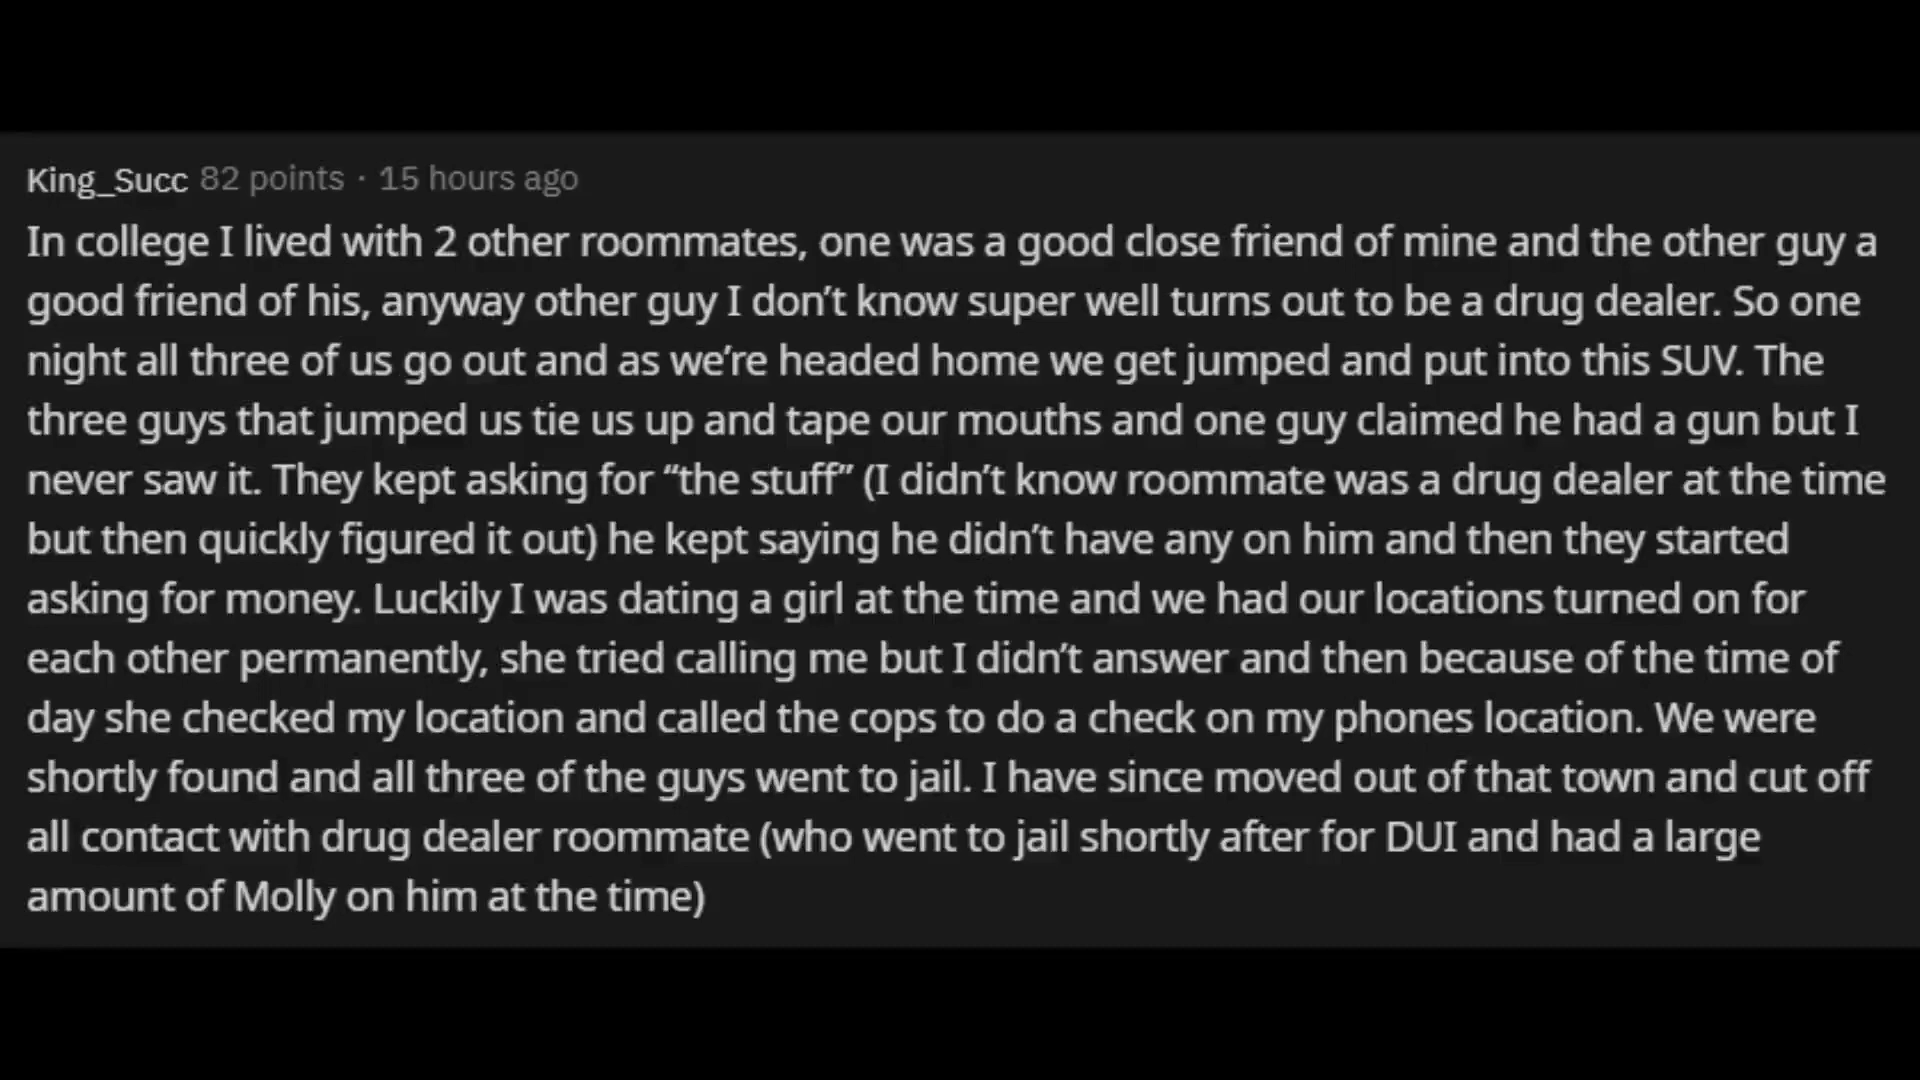 King_Succ 82 points · 15 hours ago
In college I lived with 2 other roommates, one was a good close friend of mine and the other guy a
good friend of his, anyway other guy I don’t know super well turns out to be a drug dealer. So one
night all three of us go out and as we’re headed home we get jumped and put into this SUV. The
three guys that jumped us tie us up and tape our mouths and one guy claimed he had a gun but I
never saw it. They kept asking for “the stuff” (I didn’t know roommate was a drug dealer at the time
but then quickly figured it out) he kept saying he didn’t have any on him and then they started
asking for money. Luckily I was dating a girl at the time and we had our locations turned on for
each other permanently, she tried calling me but I didn’t answer and then because of the time of
day she checked my location and called the cops to do a check on my phones location. We were
shortly found and all three of the guys went to jail. I have since moved out of that town and cut off
all contact with drug dealer roommate (who went to jail shortly after for DUI and had a large
amount of Molly on him at the time)